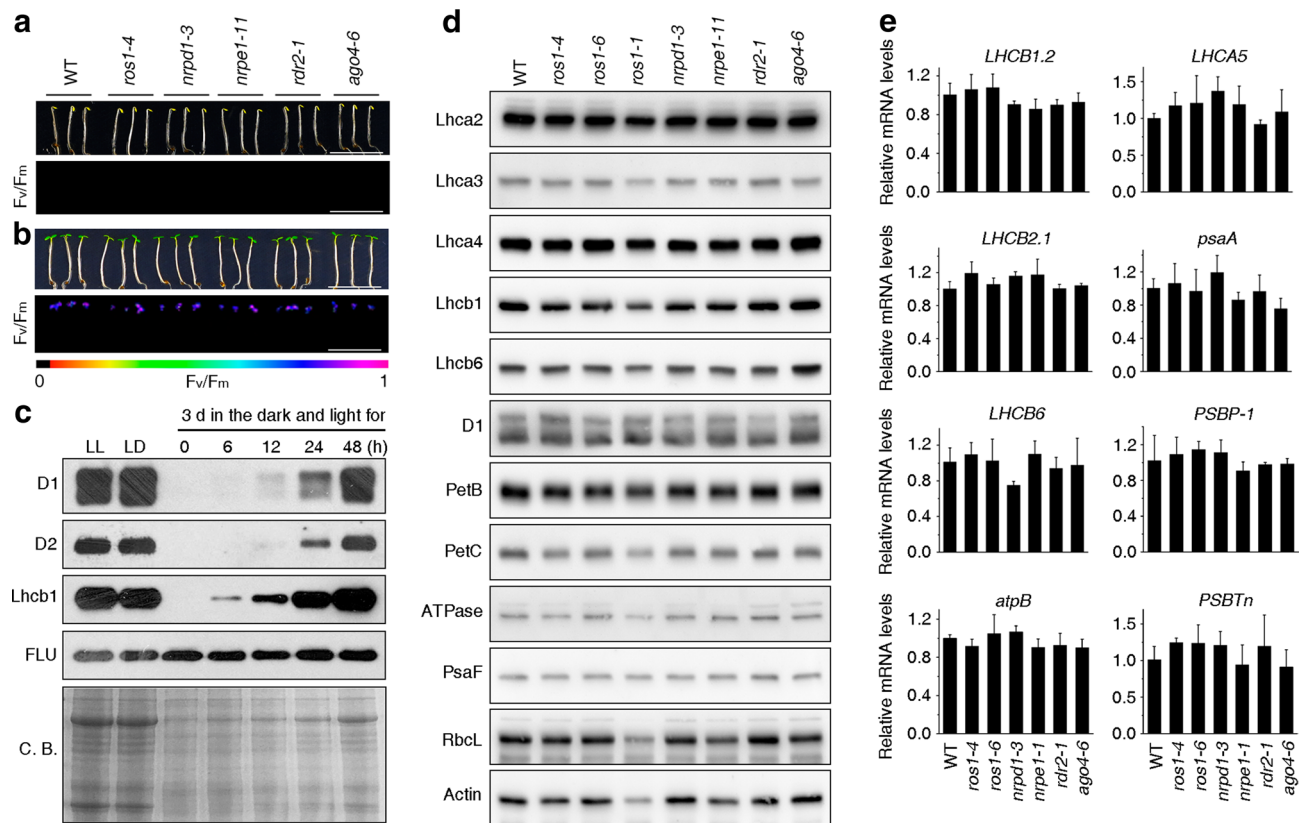 a
WT
ros1-4
nrpd1-3
nrpe1-11
rdr2-1
ago4-6
Fv/Fm
b
Fv/Fm
0
Fv/Fm
1
c
3 d in the dark and light for
LL LD 0 6 12 24 48 (h)
D1
D2
Lhcb1
FLU
C. B.
d
WT
ros1-4
ros1-6
ros1-1
nrpd1-3
nrpe1-11
rdr2-1
ago4-6
Lhca2
Lhca3
Lhca4
Lhcb1
Lhcb6
D1
PetB
PetC
ATPase
PsaF
RbcL
Actin
e
LHCB1.2
Relative mRNA levels
1.2
0.8
0.4
0.0
LHCA5
1.5
1.0
0.5
0.0
LHCB2.1
Relative mRNA levels
1.2
0.8
0.4
0.0
psaA
1.2
0.8
0.4
0.0
LHCB6
Relative mRNA levels
1.2
0.8
0.4
0.0
PSBP-1
1.2
0.8
0.4
0.0
atpB
Relative mRNA levels
1.2
0.8
0.4
0.0
WT
ros1-4
ros1-6
nrpd1-3
nrpe1-1
rdr2-1
ago4-6
PSBTn
1.5
1.0
0.5
0.0
WT
ros1-4
ros1-6
nrpd1-3
nrpe1-1
rdr2-1
ago4-6